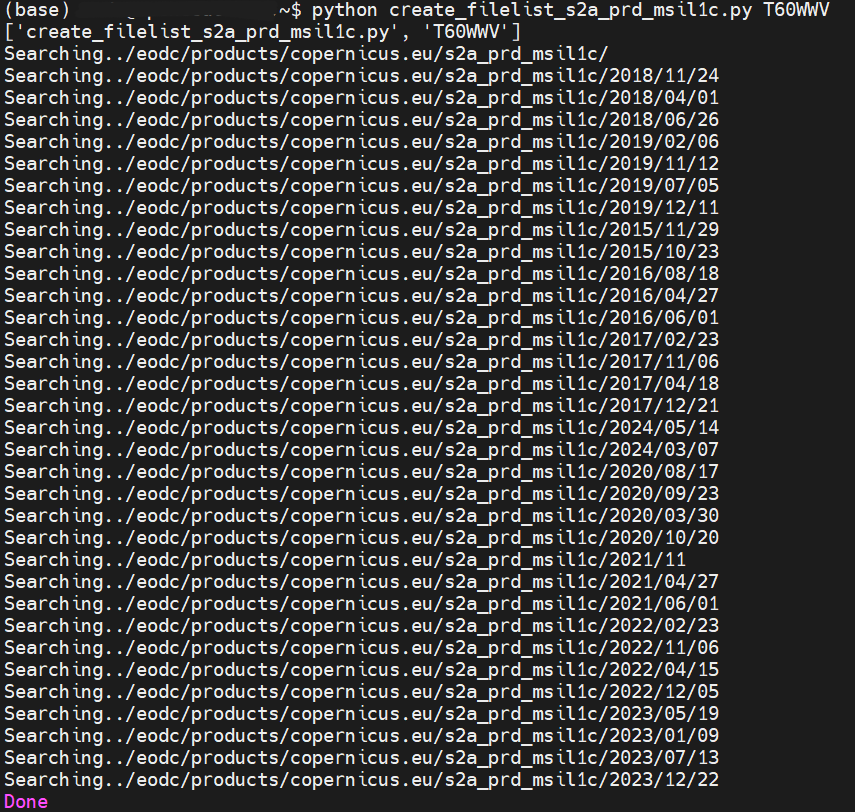 (base) ~$ python create_filelist_s2a_prd_msil1c.py T60WWV
['create_filelist_s2a_prd_msil1c.py', 'T60WWV']
Searching../eodc/products/copernicus.eu/s2a_prd_msil1c/
Searching../eodc/products/copernicus.eu/s2a_prd_msil1c/2018/11/24
Searching../eodc/products/copernicus.eu/s2a_prd_msil1c/2018/04/01
Searching../eodc/products/copernicus.eu/s2a_prd_msil1c/2018/06/26
Searching../eodc/products/copernicus.eu/s2a_prd_msil1c/2019/02/06
Searching../eodc/products/copernicus.eu/s2a_prd_msil1c/2019/11/12
Searching../eodc/products/copernicus.eu/s2a_prd_msil1c/2019/07/05
Searching../eodc/products/copernicus.eu/s2a_prd_msil1c/2019/12/11
Searching../eodc/products/copernicus.eu/s2a_prd_msil1c/2015/11/29
Searching../eodc/products/copernicus.eu/s2a_prd_msil1c/2015/10/23
Searching../eodc/products/copernicus.eu/s2a_prd_msil1c/2016/08/18
Searching../eodc/products/copernicus.eu/s2a_prd_msil1c/2016/04/27
Searching../eodc/products/copernicus.eu/s2a_prd_msil1c/2016/06/01
Searching../eodc/products/copernicus.eu/s2a_prd_msil1c/2017/02/23
Searching../eodc/products/copernicus.eu/s2a_prd_msil1c/2017/11/06
Searching../eodc/products/copernicus.eu/s2a_prd_msil1c/2017/04/18
Searching../eodc/products/copernicus.eu/s2a_prd_msil1c/2017/12/21
Searching../eodc/products/copernicus.eu/s2a_prd_msil1c/2024/05/14
Searching../eodc/products/copernicus.eu/s2a_prd_msil1c/2024/03/07
Searching../eodc/products/copernicus.eu/s2a_prd_msil1c/2020/08/17
Searching../eodc/products/copernicus.eu/s2a_prd_msil1c/2020/09/23
Searching../eodc/products/copernicus.eu/s2a_prd_msil1c/2020/03/30
Searching../eodc/products/copernicus.eu/s2a_prd_msil1c/2020/10/20
Searching../eodc/products/copernicus.eu/s2a_prd_msil1c/2021/11
Searching../eodc/products/copernicus.eu/s2a_prd_msil1c/2021/04/27
Searching../eodc/products/copernicus.eu/s2a_prd_msil1c/2021/06/01
Searching../eodc/products/copernicus.eu/s2a_prd_msil1c/2022/02/23
Searching../eodc/products/copernicus.eu/s2a_prd_msil1c/2022/11/06
Searching../eodc/products/copernicus.eu/s2a_prd_msil1c/2022/04/15
Searching../eodc/products/copernicus.eu/s2a_prd_msil1c/2022/12/05
Searching../eodc/products/copernicus.eu/s2a_prd_msil1c/2023/05/19
Searching../eodc/products/copernicus.eu/s2a_prd_msil1c/2023/01/09
Searching../eodc/products/copernicus.eu/s2a_prd_msil1c/2023/07/13
Searching../eodc/products/copernicus.eu/s2a_prd_msil1c/2023/12/22
Done